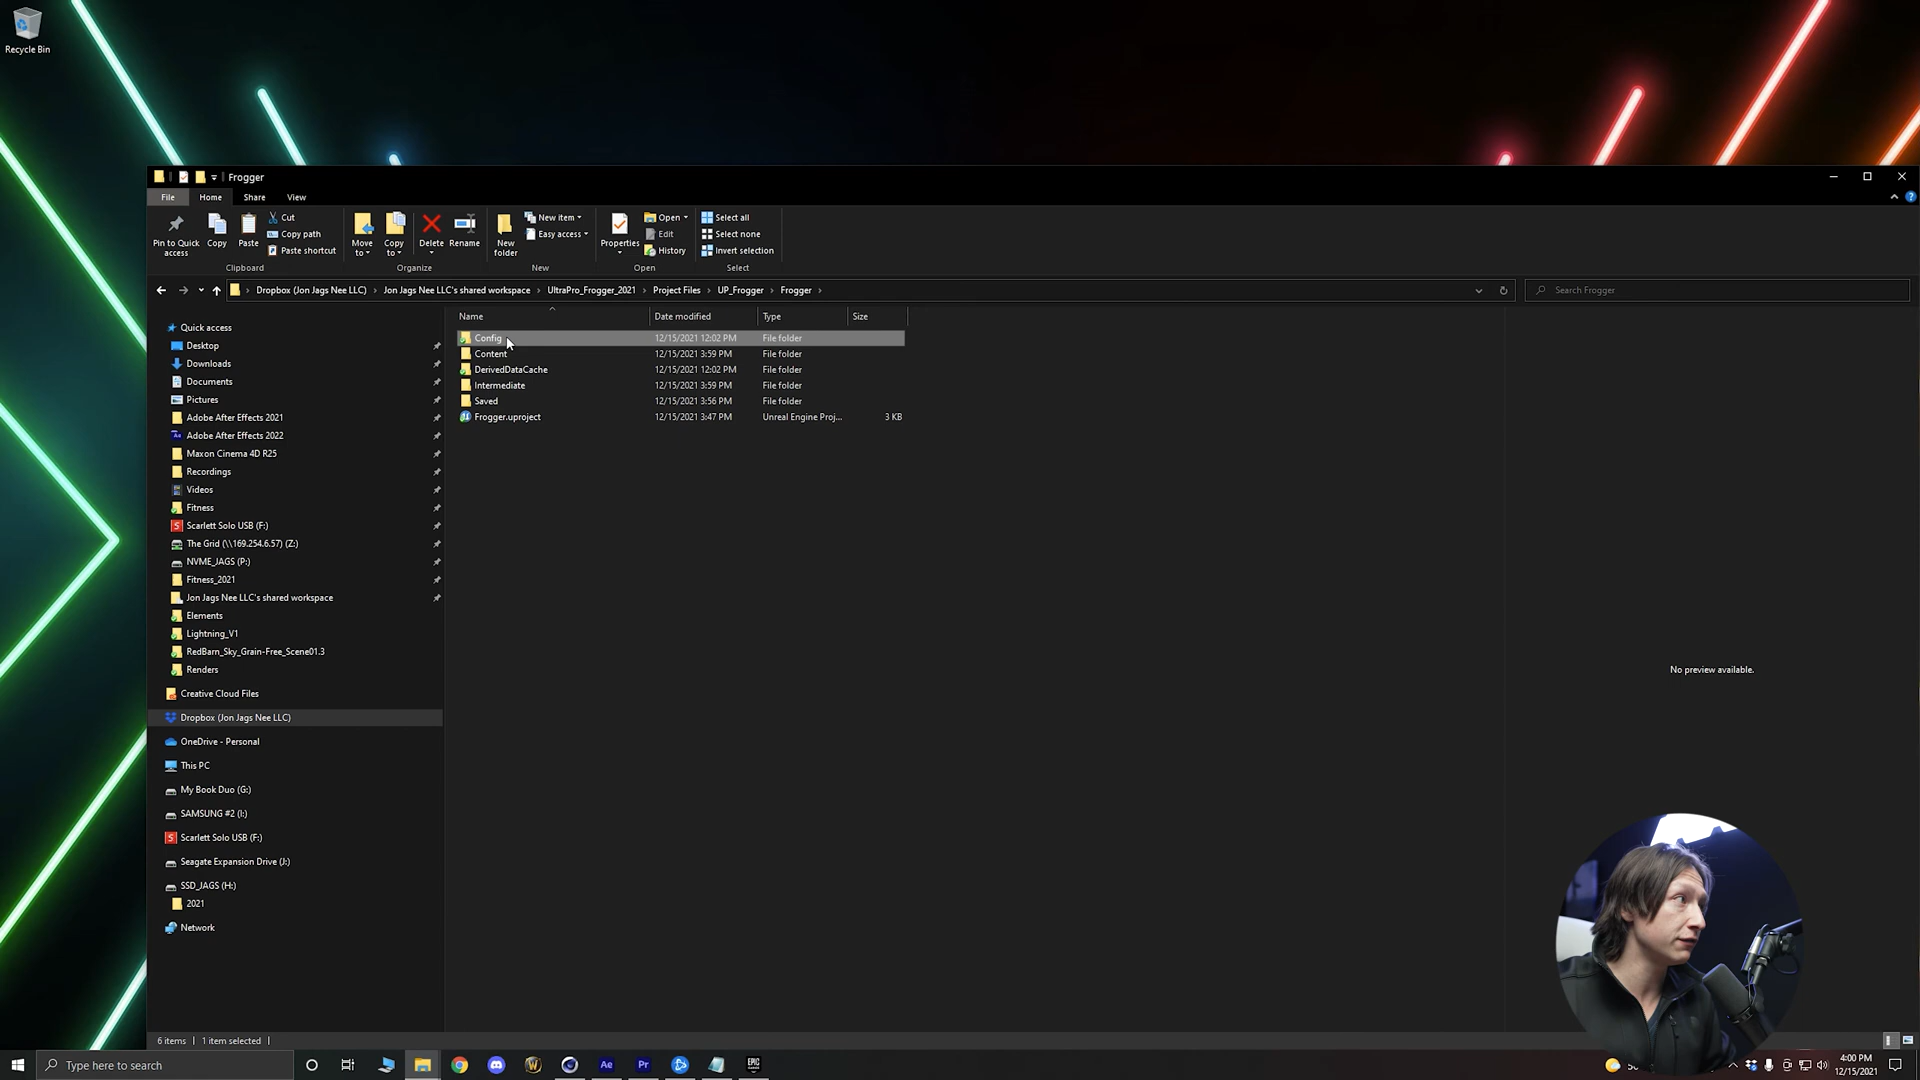 Recycle Bin
Frogger
File Home Share View
Pin to Quick access
Copy
Paste
Cut
Copy path
Paste shortcut
Clipboard
Move to
Copy to
Delete
Rename
Organize
New folder
New item
Easy access
New
Properties
Open
Edit
History
Open
Select all
Select none
Invert selection
Select
Dropbox (Jon Jags Nee LLC) › Jon Jags Nee LLC's shared workspace › UltraPro_Frogger_2021 › Project Files › UP_Frogger › Frogger ›
Search Frogger
Name Date modified Type Size
Config 12/15/2021 12:02 PM File folder
Content 12/15/2021 3:59 PM File folder
DerivedDataCache 12/15/2021 12:02 PM File folder
Intermediate 12/15/2021 3:59 PM File folder
Saved 12/15/2021 3:56 PM File folder
Frogger.uproject 12/15/2021 3:47 PM Unreal Engine Proj... 3 KB
Quick access
Desktop
Downloads
Documents
Pictures
Adobe After Effects 2021
Adobe After Effects 2022
Maxon Cinema 4D R25
Recordings
Videos
Fitness
Scarlett Solo USB (F:)
The Grid (\\169.254.6.57) (Z:)
NVME_JAGS (P:)
Fitness_2021
Jon Jags Nee LLC's shared workspace
Elements
Lightning_V1
RedBarn_Sky_Grain-Free_Scene01.3
Renders
Creative Cloud Files
Dropbox (Jon Jags Nee LLC)
OneDrive - Personal
This PC
My Book Duo (G:)
SAMSUNG #2 (I:)
Scarlett Solo USB (F:)
Seagate Expansion Drive (J:)
SSD_JAGS (H:)
2021
Network
No preview available.
6 items 1 item selected
Type here to search
Ae
Pr
EPIC
4:00 PM
12/15/2021